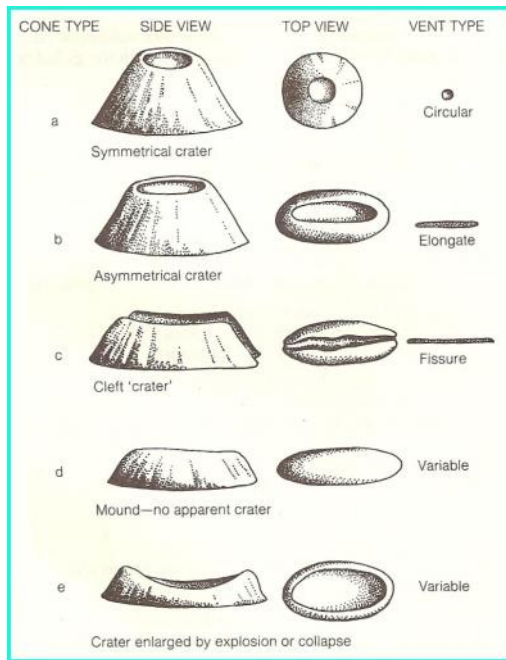 CONE TYPE SIDE VIEW TOP VIEW VENT TYPE
a
Circular
Symmetrical crater
b
Elongate
Asymmetrical crater
c
Fissure
Cleft 'crater'
d
Variable
Mound—no apparent crater
e
Variable
Crater enlarged by explosion or collapse